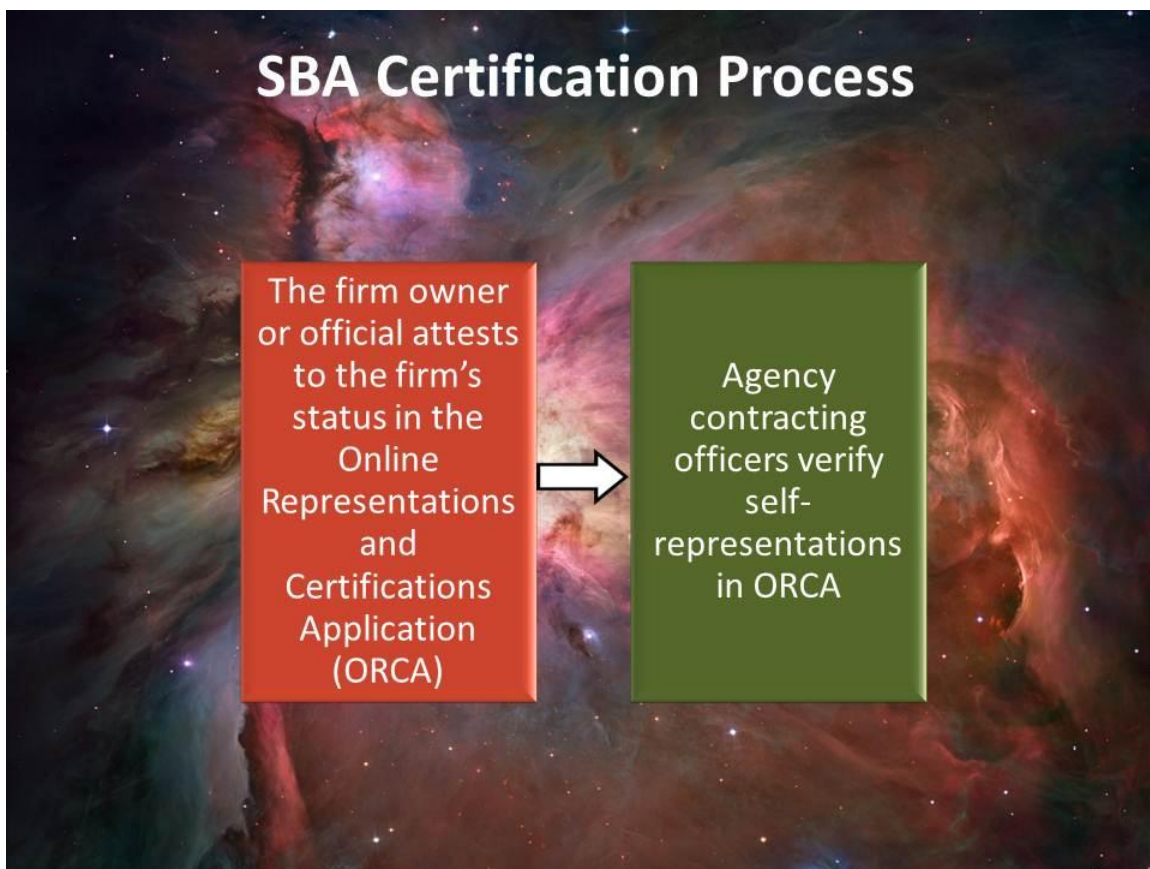 SBA Certification Process
The firm owner
or official attests
to the firm’s
status in the
Online
Representations
and
Certifications
Application
(ORCA)
Agency
contracting
officers verify
self-
representations
in ORCA